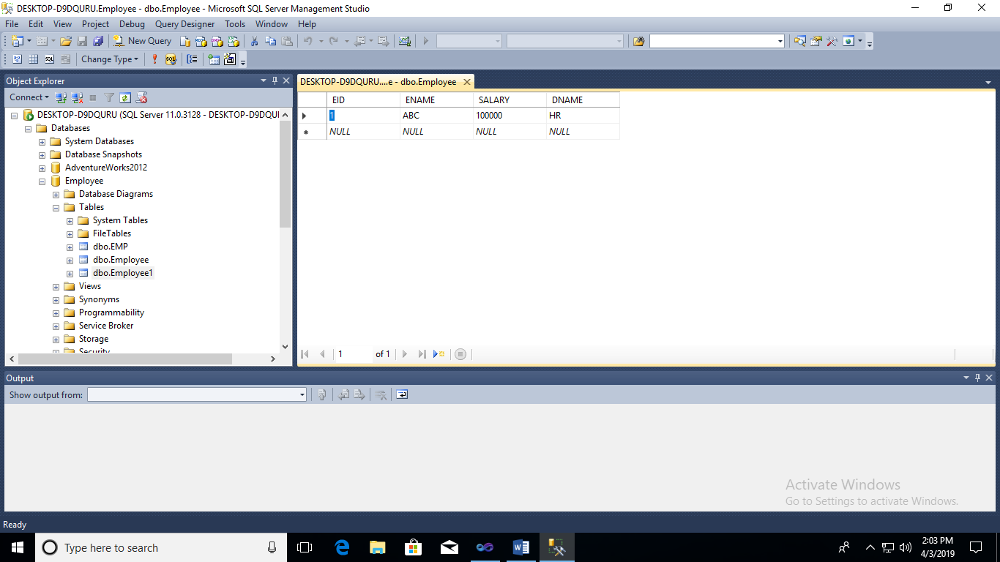 DESKTOP-D9DQURU.Employee - dbo.Employee - Microsoft SQL Server Management Studio
File Edit View Project Debug Query Designer Tools Window Help
New Query
Change Type
Object Explorer
Connect
DESKTOP-D9DQURU (SQL Server 11.0.3128 - DESKTOP-D9DQU
Databases
System Databases
Database Snapshots
AdventureWorks2012
Employee
Database Diagrams
Tables
System Tables
FileTables
dbo.EMP
dbo.Employee
dbo.Employee1
Views
Synonyms
Programmability
Service Broker
Storage
Security
DESKTOP-D9DQURU....e - dbo.Employee
EID ENAME SALARY DNAME
1 ABC 100000 HR
NULL NULL NULL NULL
1 of 1
Output
Show output from:
Activate Windows
Go to Settings to activate Windows.
Ready
Type here to search
2:03 PM
4/3/2019